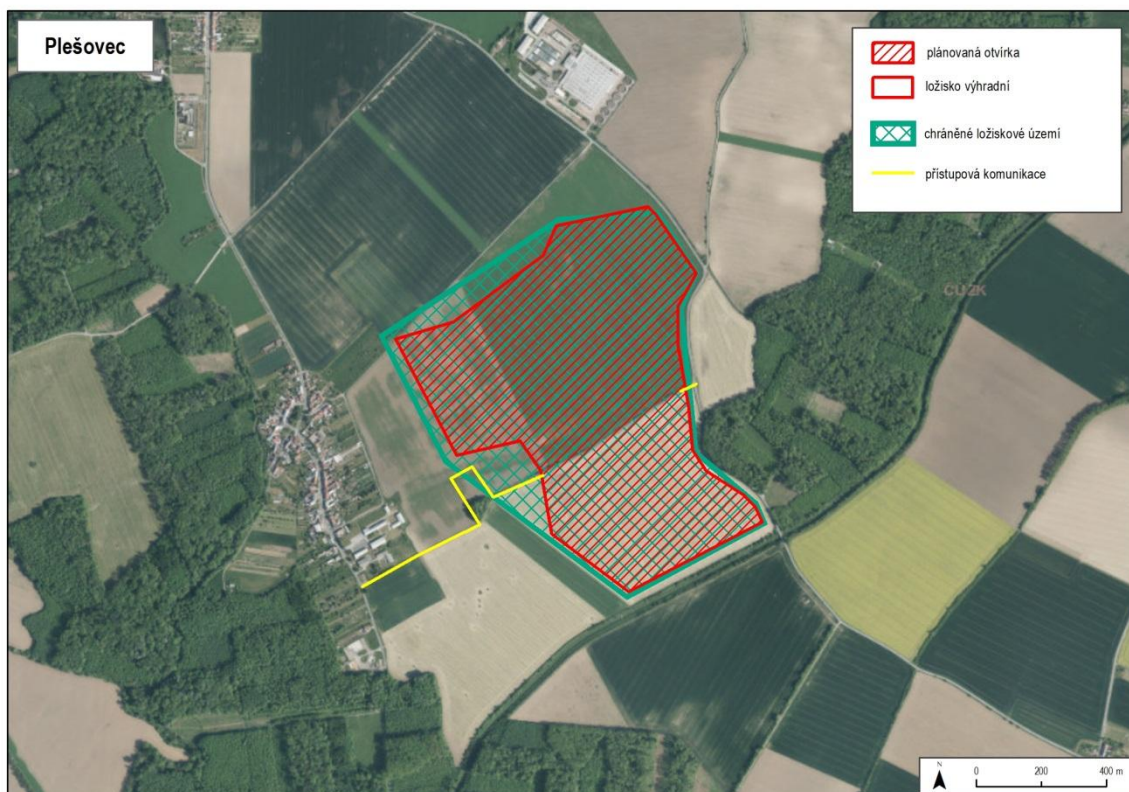 Plešovec
plánovaná otvírka
ložisko výhradní
chráněné ložiskové území
přístupová komunikace
ČÚZK
N
0 200 400 m